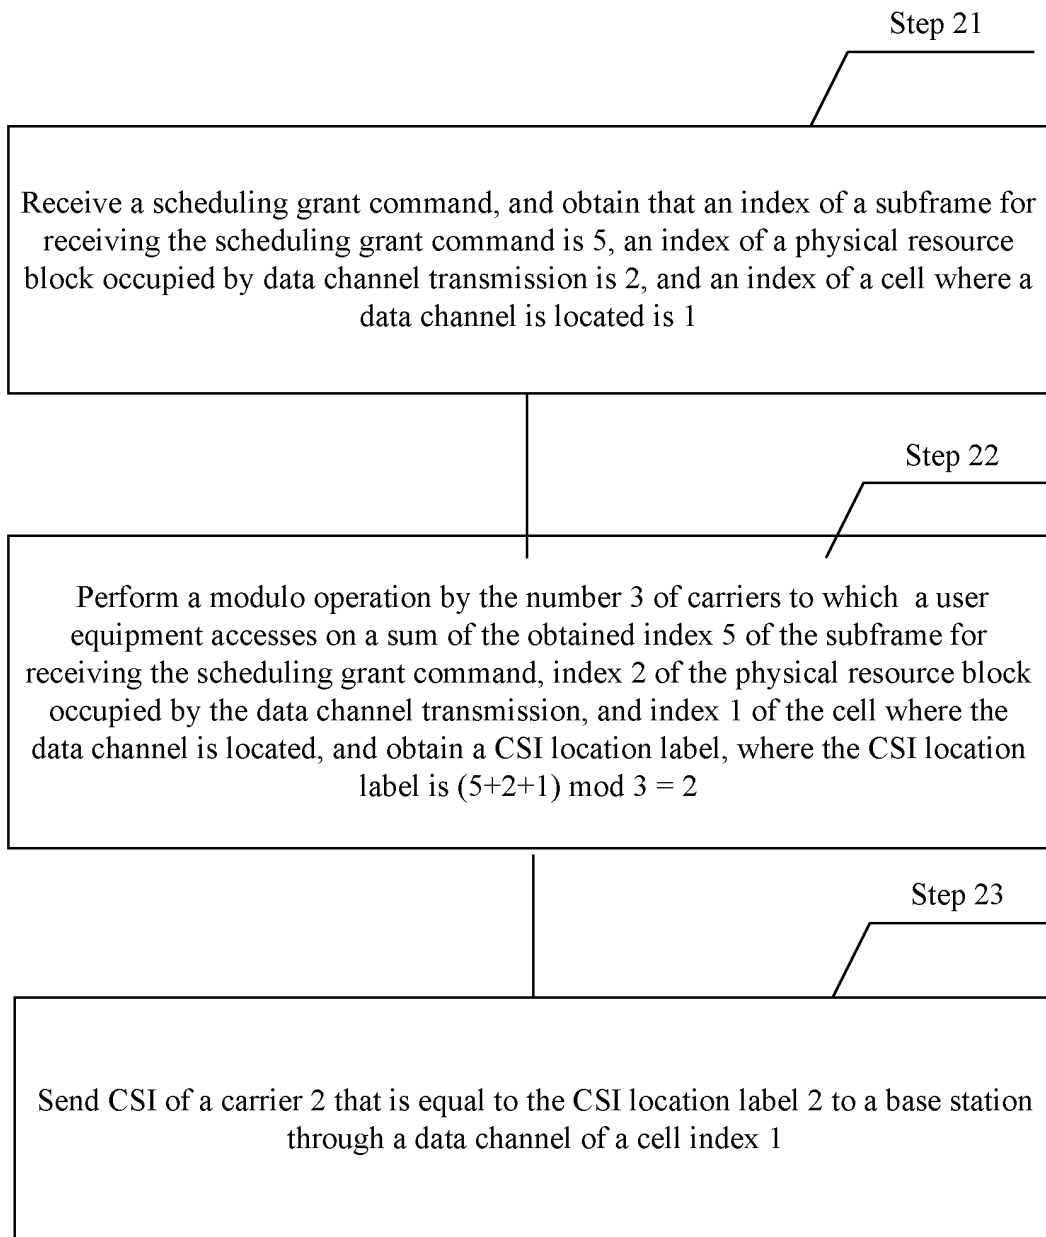 Step 21
Receive a scheduling grant command, and obtain that an index of a subframe for
receiving the scheduling grant command is 5, an index of a physical resource
block occupied by data channel transmission is 2, and an index of a cell where a
data channel is located is 1
Step 22
Perform a modulo operation by the number 3 of carriers to which a user
equipment accesses on a sum of the obtained index 5 of the subframe for
receiving the scheduling grant command, index 2 of the physical resource block
occupied by the data channel transmission, and index 1 of the cell where the
data channel is located, and obtain a CSI location label, where the CSI location
label is (5+2+1) mod 3 = 2
Step 23
Send CSI of a carrier 2 that is equal to the CSI location label 2 to a base station
through a data channel of a cell index 1